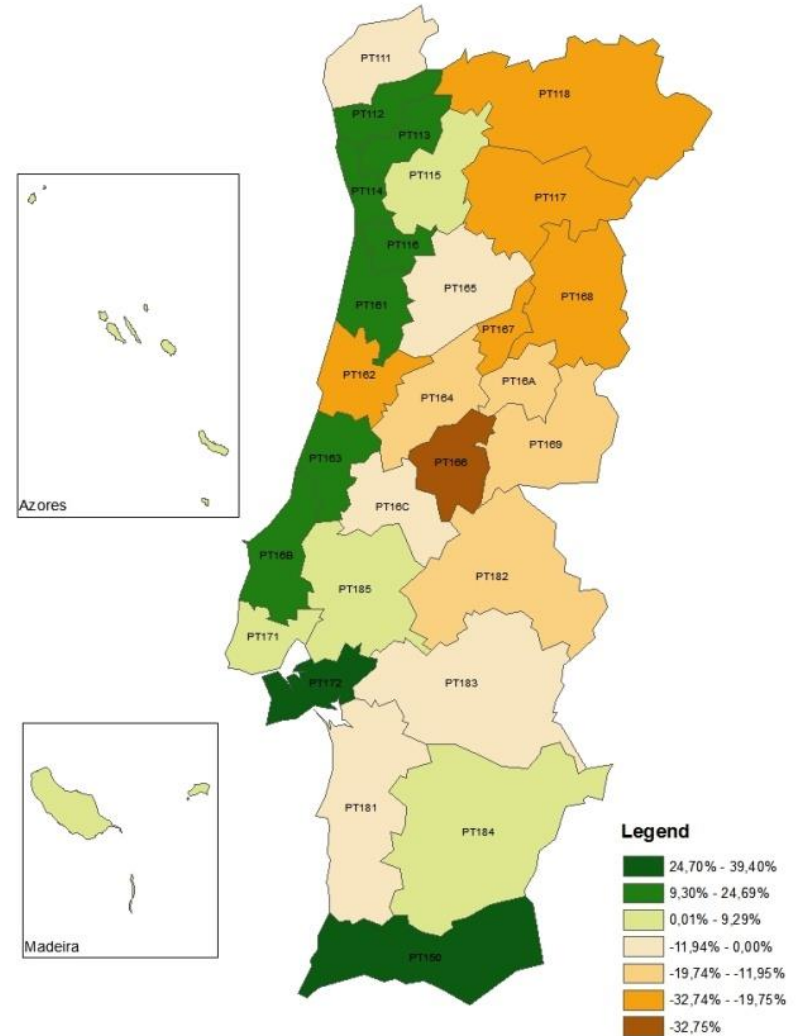 PT111
PT118
PT112
PT113
PT115
PT114
PT117
PT116
PT165
PT168
PT161
PT167
PT162
PT16A
PT164
PT169
PT166
PT163
PT16C
Azores
PT16B
PT182
PT185
PT171
PT172
PT183
PT181
PT184
Madeira
PT150
Legend
24,70% - 39,40%
9,30% - 24,69%
0,01% - 9,29%
-11,94% - 0,00%
-19,74% - -11,95%
-32,74% - -19,75%
-32,75%